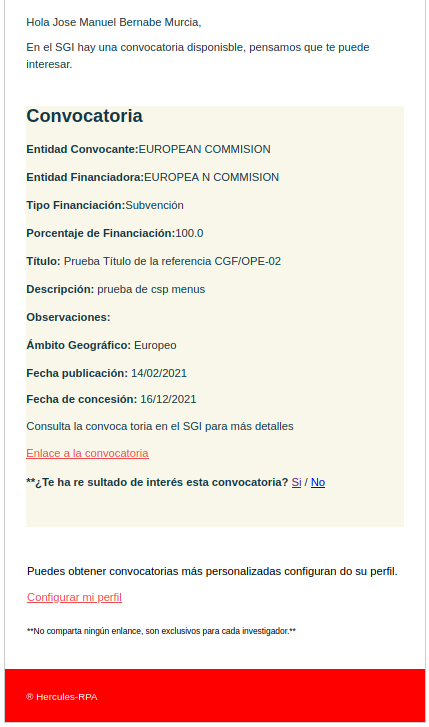 Hola Jose Manuel Bernabe Murcia,
En el SGI hay una convocatoria disponisble, pensamos que te puede
interesar.
Convocatoria
Entidad Convocante:EUROPEAN COMMISION
Entidad Financiadora:EUROPEA N COMMISION
Tipo Financiación:Subvención
Porcentaje de Financiación:100.0
Título: Prueba Título de la referencia CGF/OPE-02
Descripción: prueba de csp menus
Observaciones:
Ámbito Geográfico: Europeo
Fecha publicación: 14/02/2021
Fecha de concesión: 16/12/2021
Consulta la convoca toria en el SGI para más detalles
Enlace a la convocatoria
**¿Te ha re sultado de interés esta convocatoria? Si / No
Puedes obtener convocatorias más personalizadas configuran do su perfil.
Configurar mi perfil
**No comparta ningún enlance, son exclusivos para cada investigador.**
® Hercules-RPA